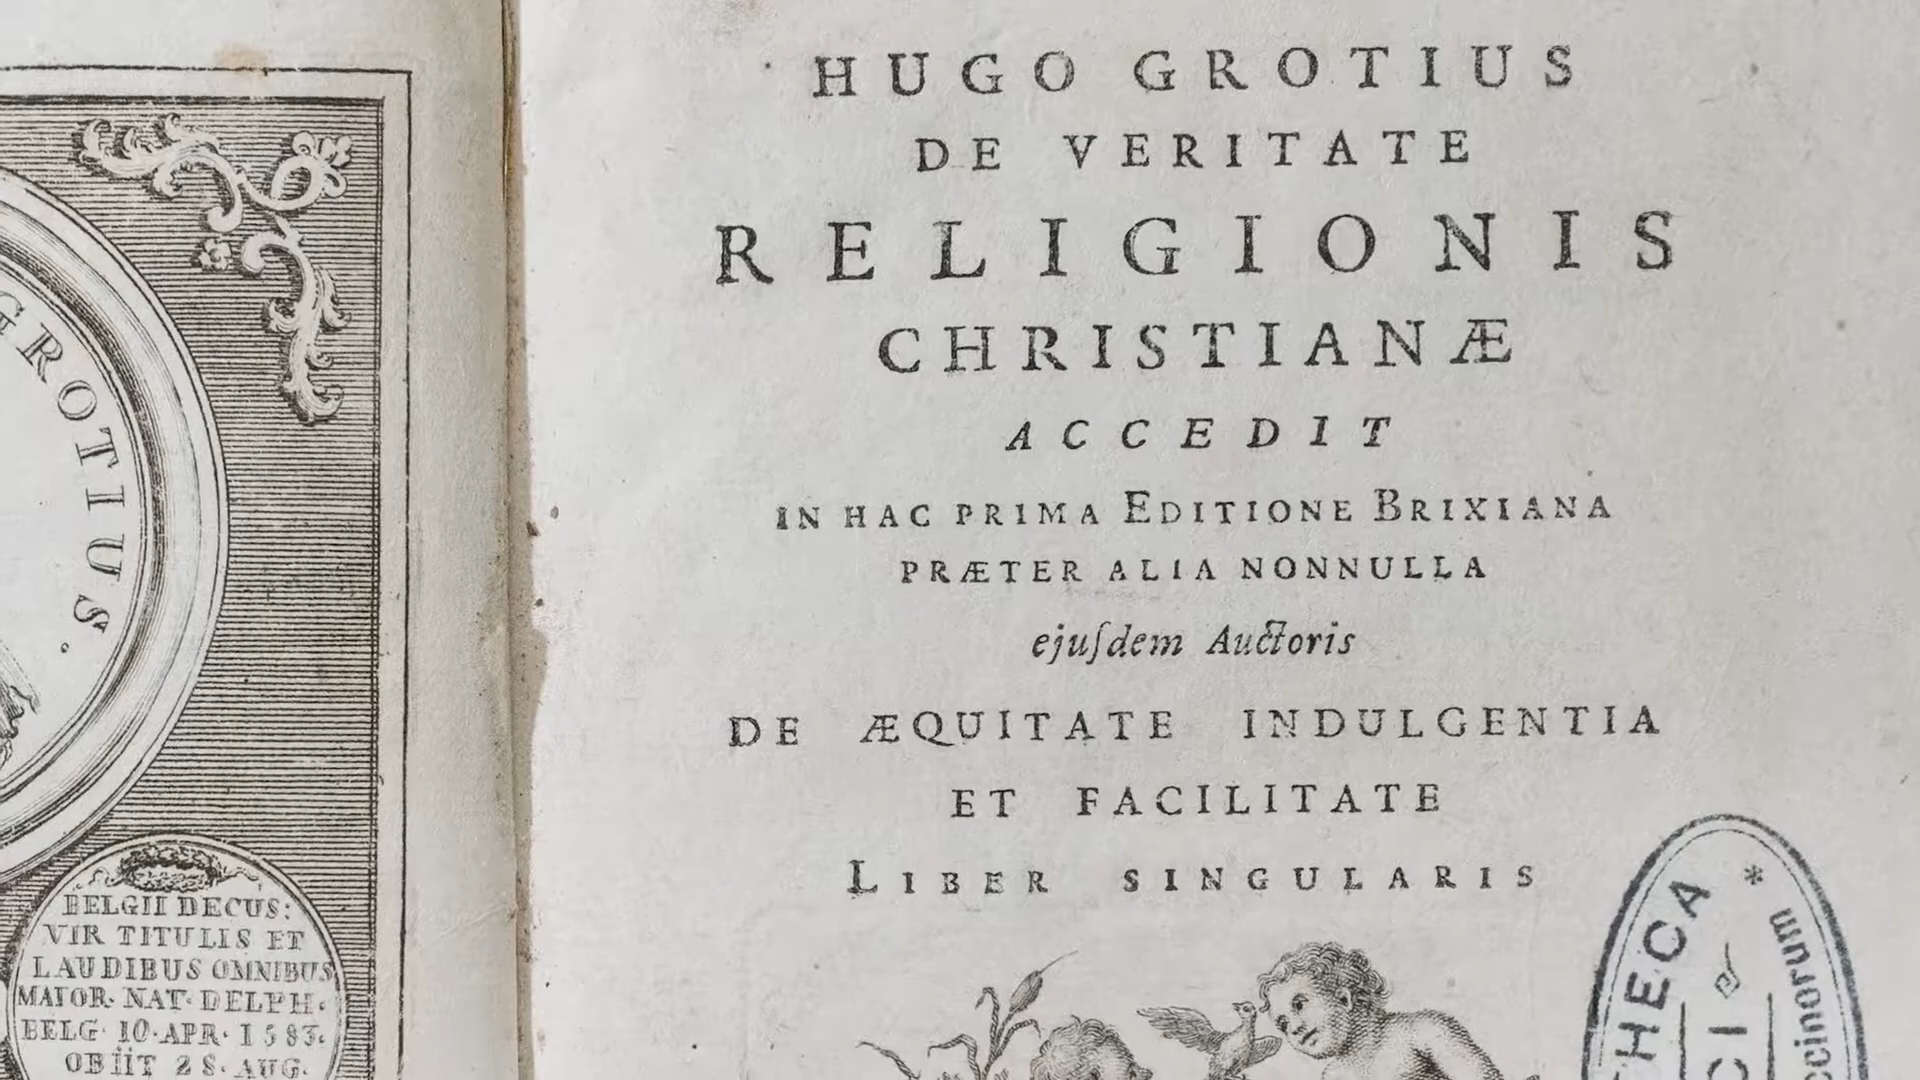 GROTIUS.
BELGII DECUS:
VIR TITULIS ET
LAUDIBUS OMNIBUS
MAIOR· NAT· DELPH·
BELG· 10·APR· 1583·
OBIIT 28· AUG·
HUGO GROTIUS
DE VERITATE
RELIGIONIS
CHRISTIANÆ
ACCEDIT
IN HAC PRIMA EDITIONE BRIXIANA
PRÆTER ALIA NONNULLA
ejuſdem Auctoris
DE ÆQUITATE INDULGENTIA
ET FACILITATE
LIBER SINGULARIS